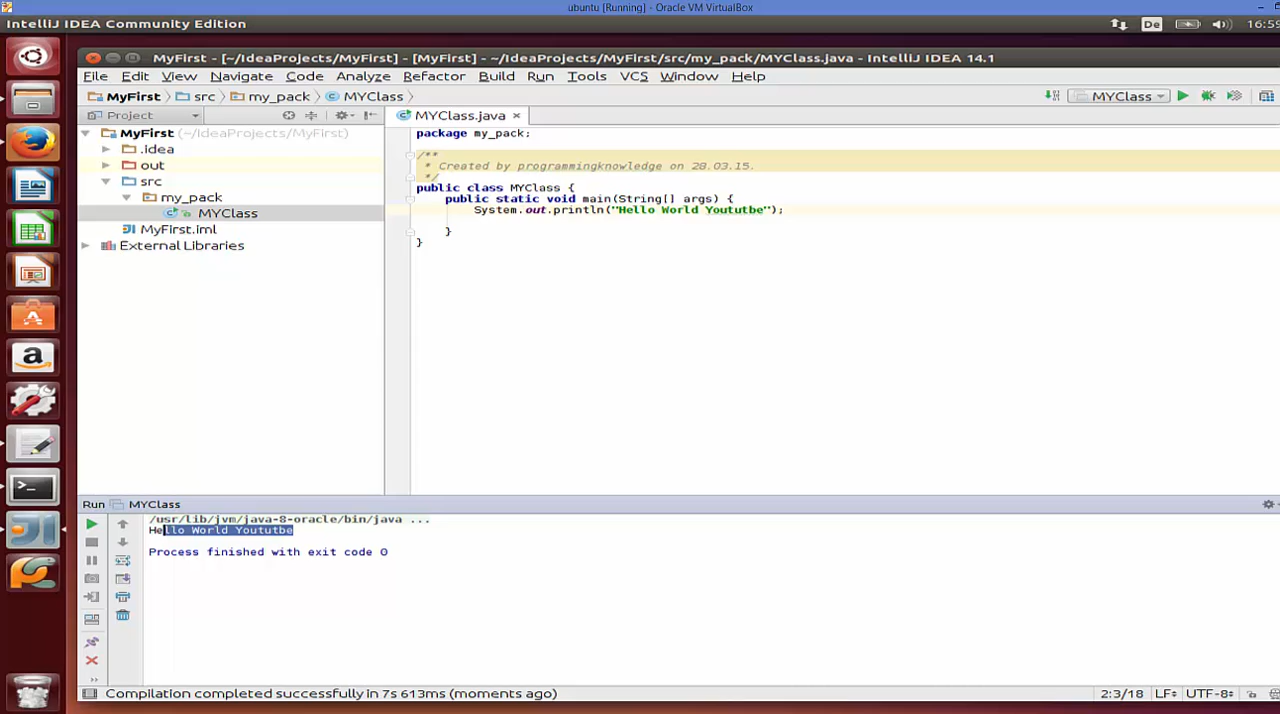 ubuntu [Running] - Oracle VM VirtualBox
IntelliJ IDEA Community Edition
De
16:59
MyFirst - [~/IdeaProjects/MyFirst] - [MyFirst] - ~/IdeaProjects/MyFirst/src/my_pack/MYClass.java - IntelliJ IDEA 14.1
File Edit View Navigate Code Analyze Refactor Build Run Tools VCS Window Help
MyFirst src my_pack MYClass
MYClass
Project
MYClass.java
MyFirst (~/IdeaProjects/MyFirst)
.idea
out
src
my_pack
MYClass
MyFirst.iml
External Libraries
package my_pack;
/**
* Created by programmingknowledge on 28.03.15.
*/
public class MYClass {
public static void main(String[] args) {
System.out.println("Hello World Yoututbe");
}
}
Run MYClass
/usr/lib/jvm/java-8-oracle/bin/java ...
Hello World Yoututbe
Process finished with exit code 0
Compilation completed successfully in 7s 613ms (moments ago)
2:3/18 LF UTF-8